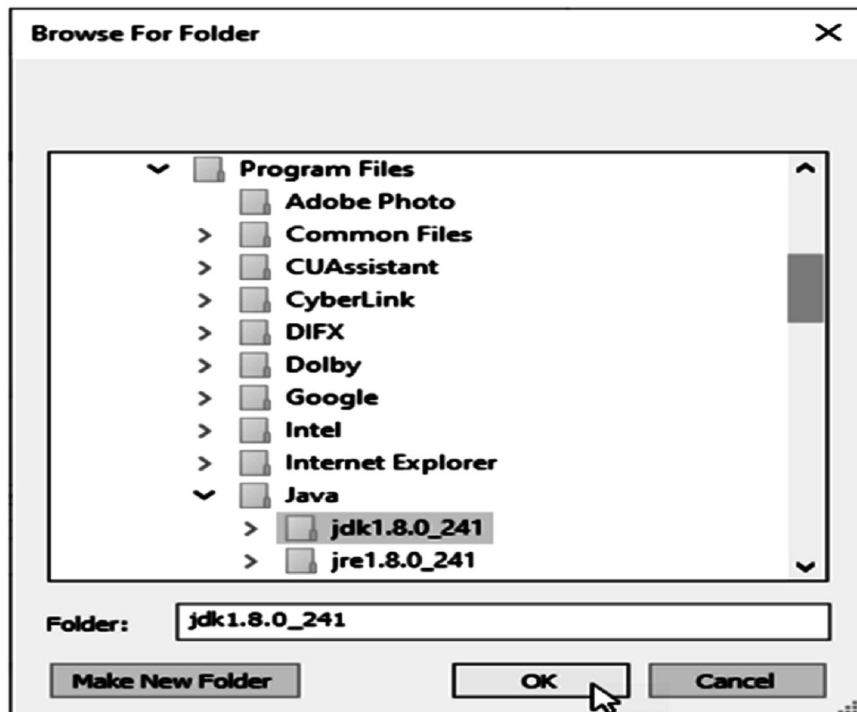 Browse For Folder
Program Files
Adobe Photo
Common Files
CUAssistant
CyberLink
DIFX
Dolby
Google
Intel
Internet Explorer
Java
jdk1.8.0_241
jre1.8.0_241
Folder: jdk1.8.0_241
Make New Folder OK Cancel